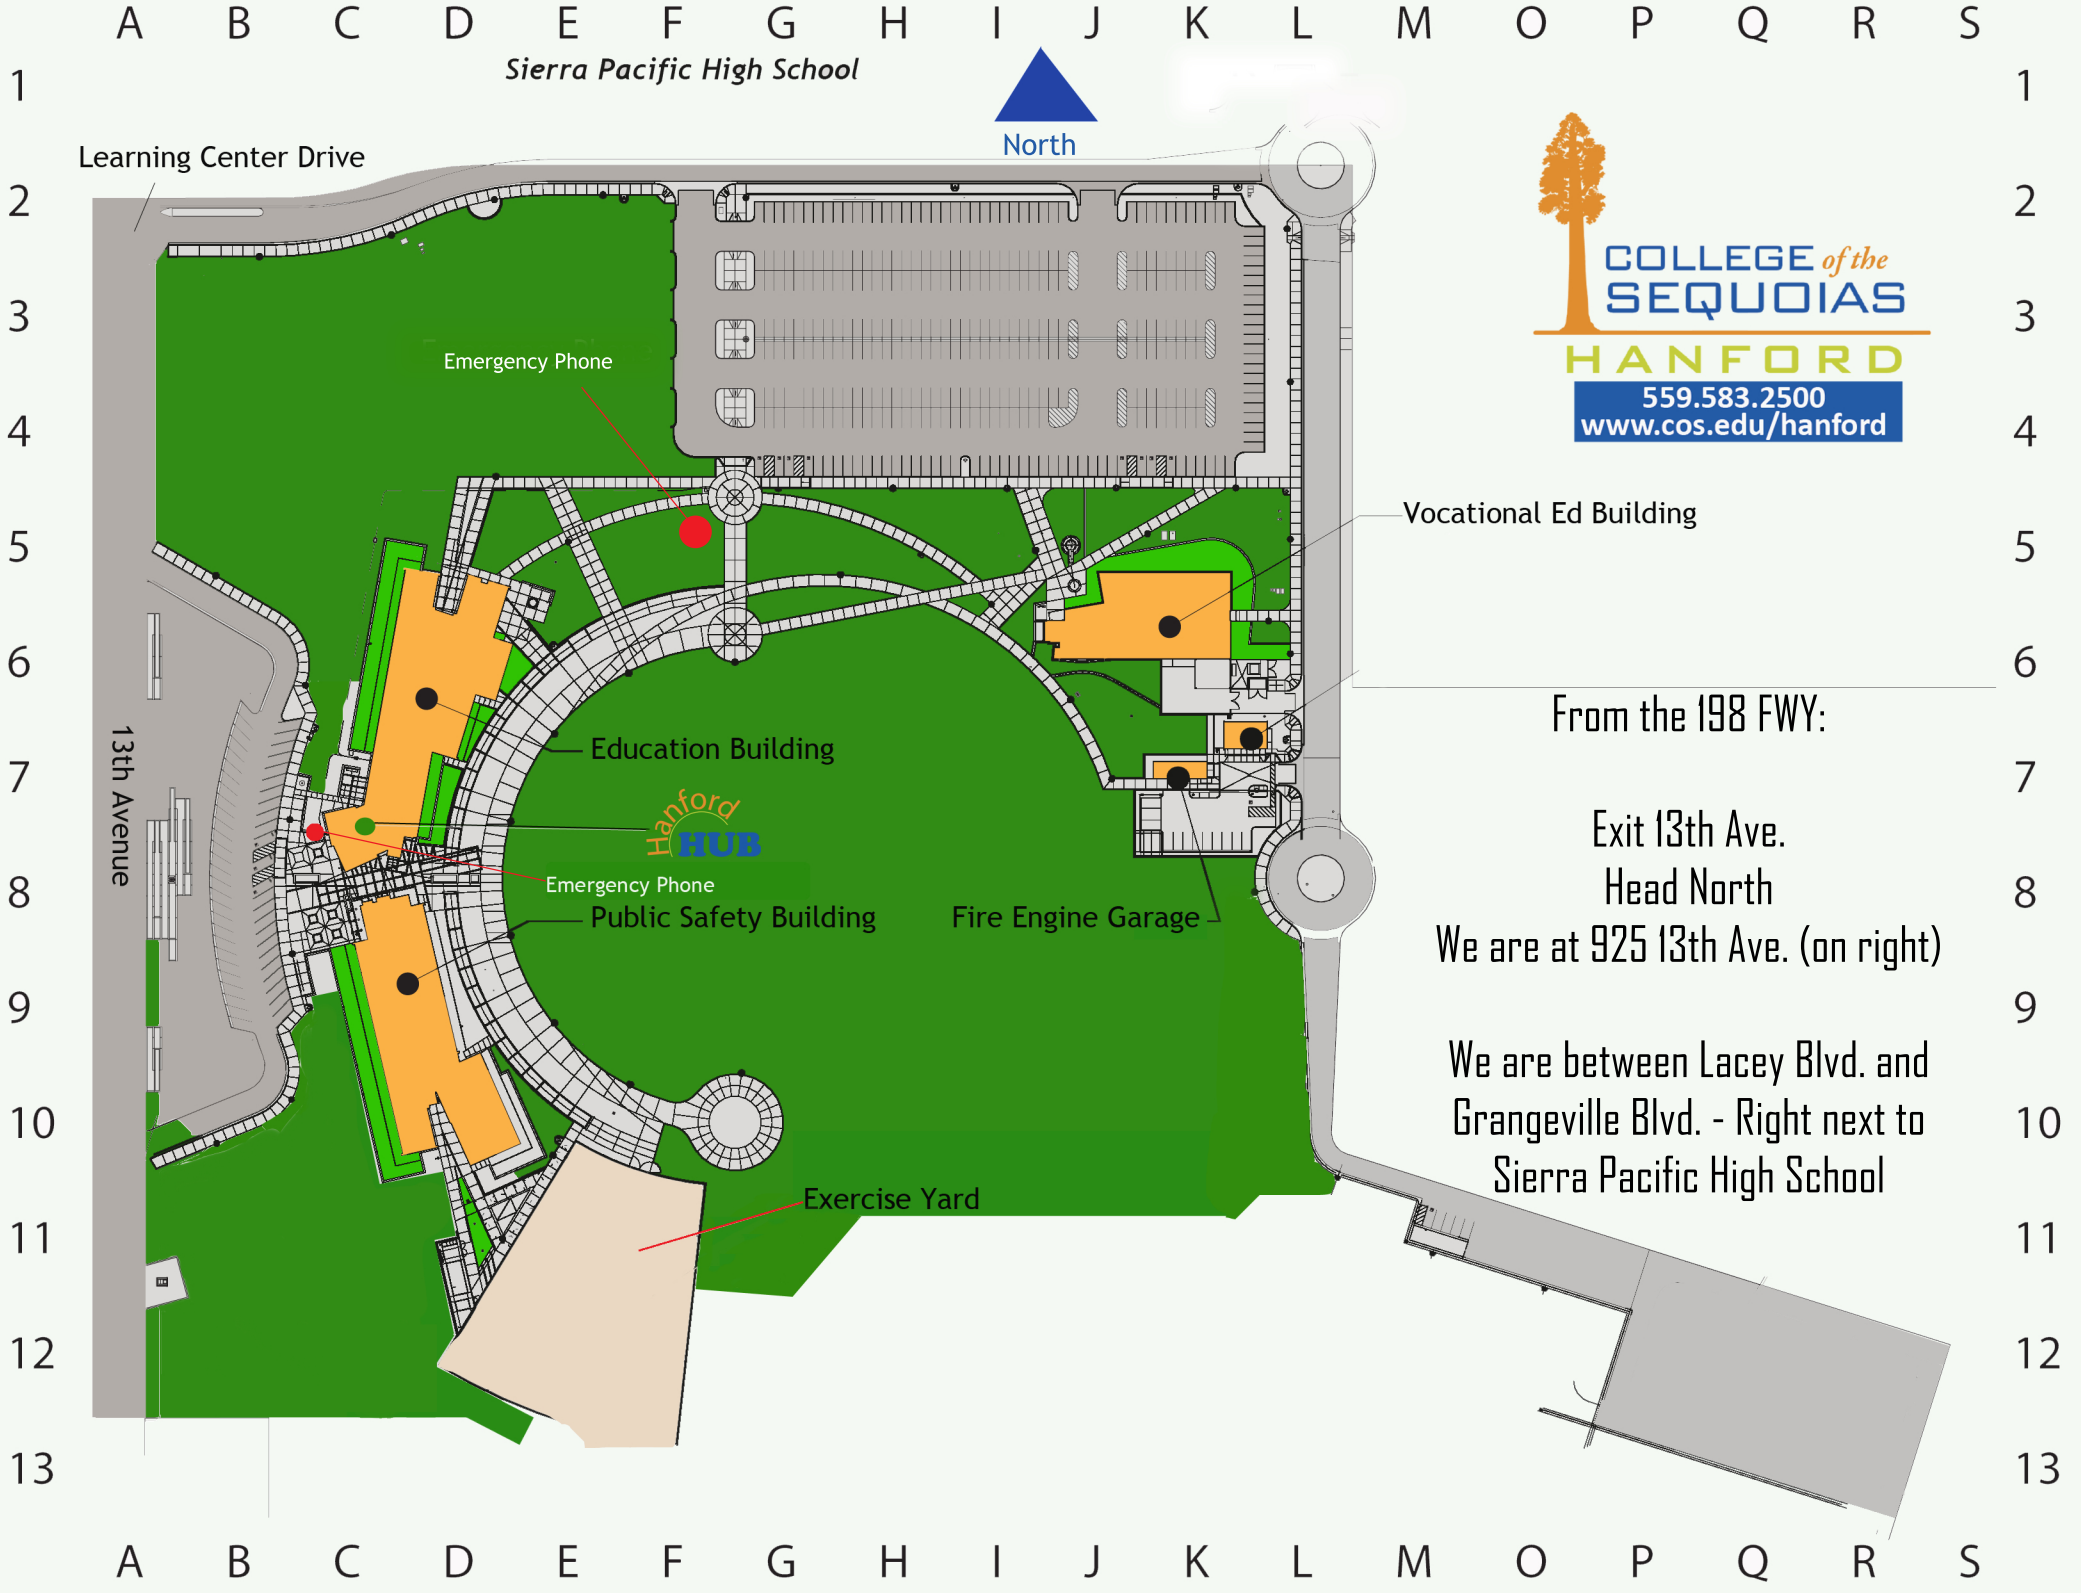 A B C D E F G H I J K L M O P Q R S
Sierra Pacific High School
1 1
North
Learning Center Drive
2 2
COLLEGE of the
SEQUOIAS
3 3
HANFORD
Emergency Phone
559.583.2500
www.cos.edu/hanford
4 4
Vocational Ed Building
5 5
6 6
From the 198 FWY:
13th Avenue
Education Building
7 7
Hanford
HUB
Exit 13th Ave.
Head North
8 8
Emergency Phone
Public Safety Building
Fire Engine Garage
We are at 925 13th Ave. (on right)
9 9
We are between Lacey Blvd. and
Grangeville Blvd. - Right next to
Sierra Pacific High School
10 10
Exercise Yard
11 11
12 12
13 13
A B C D E F G H I J K L M O P Q R S